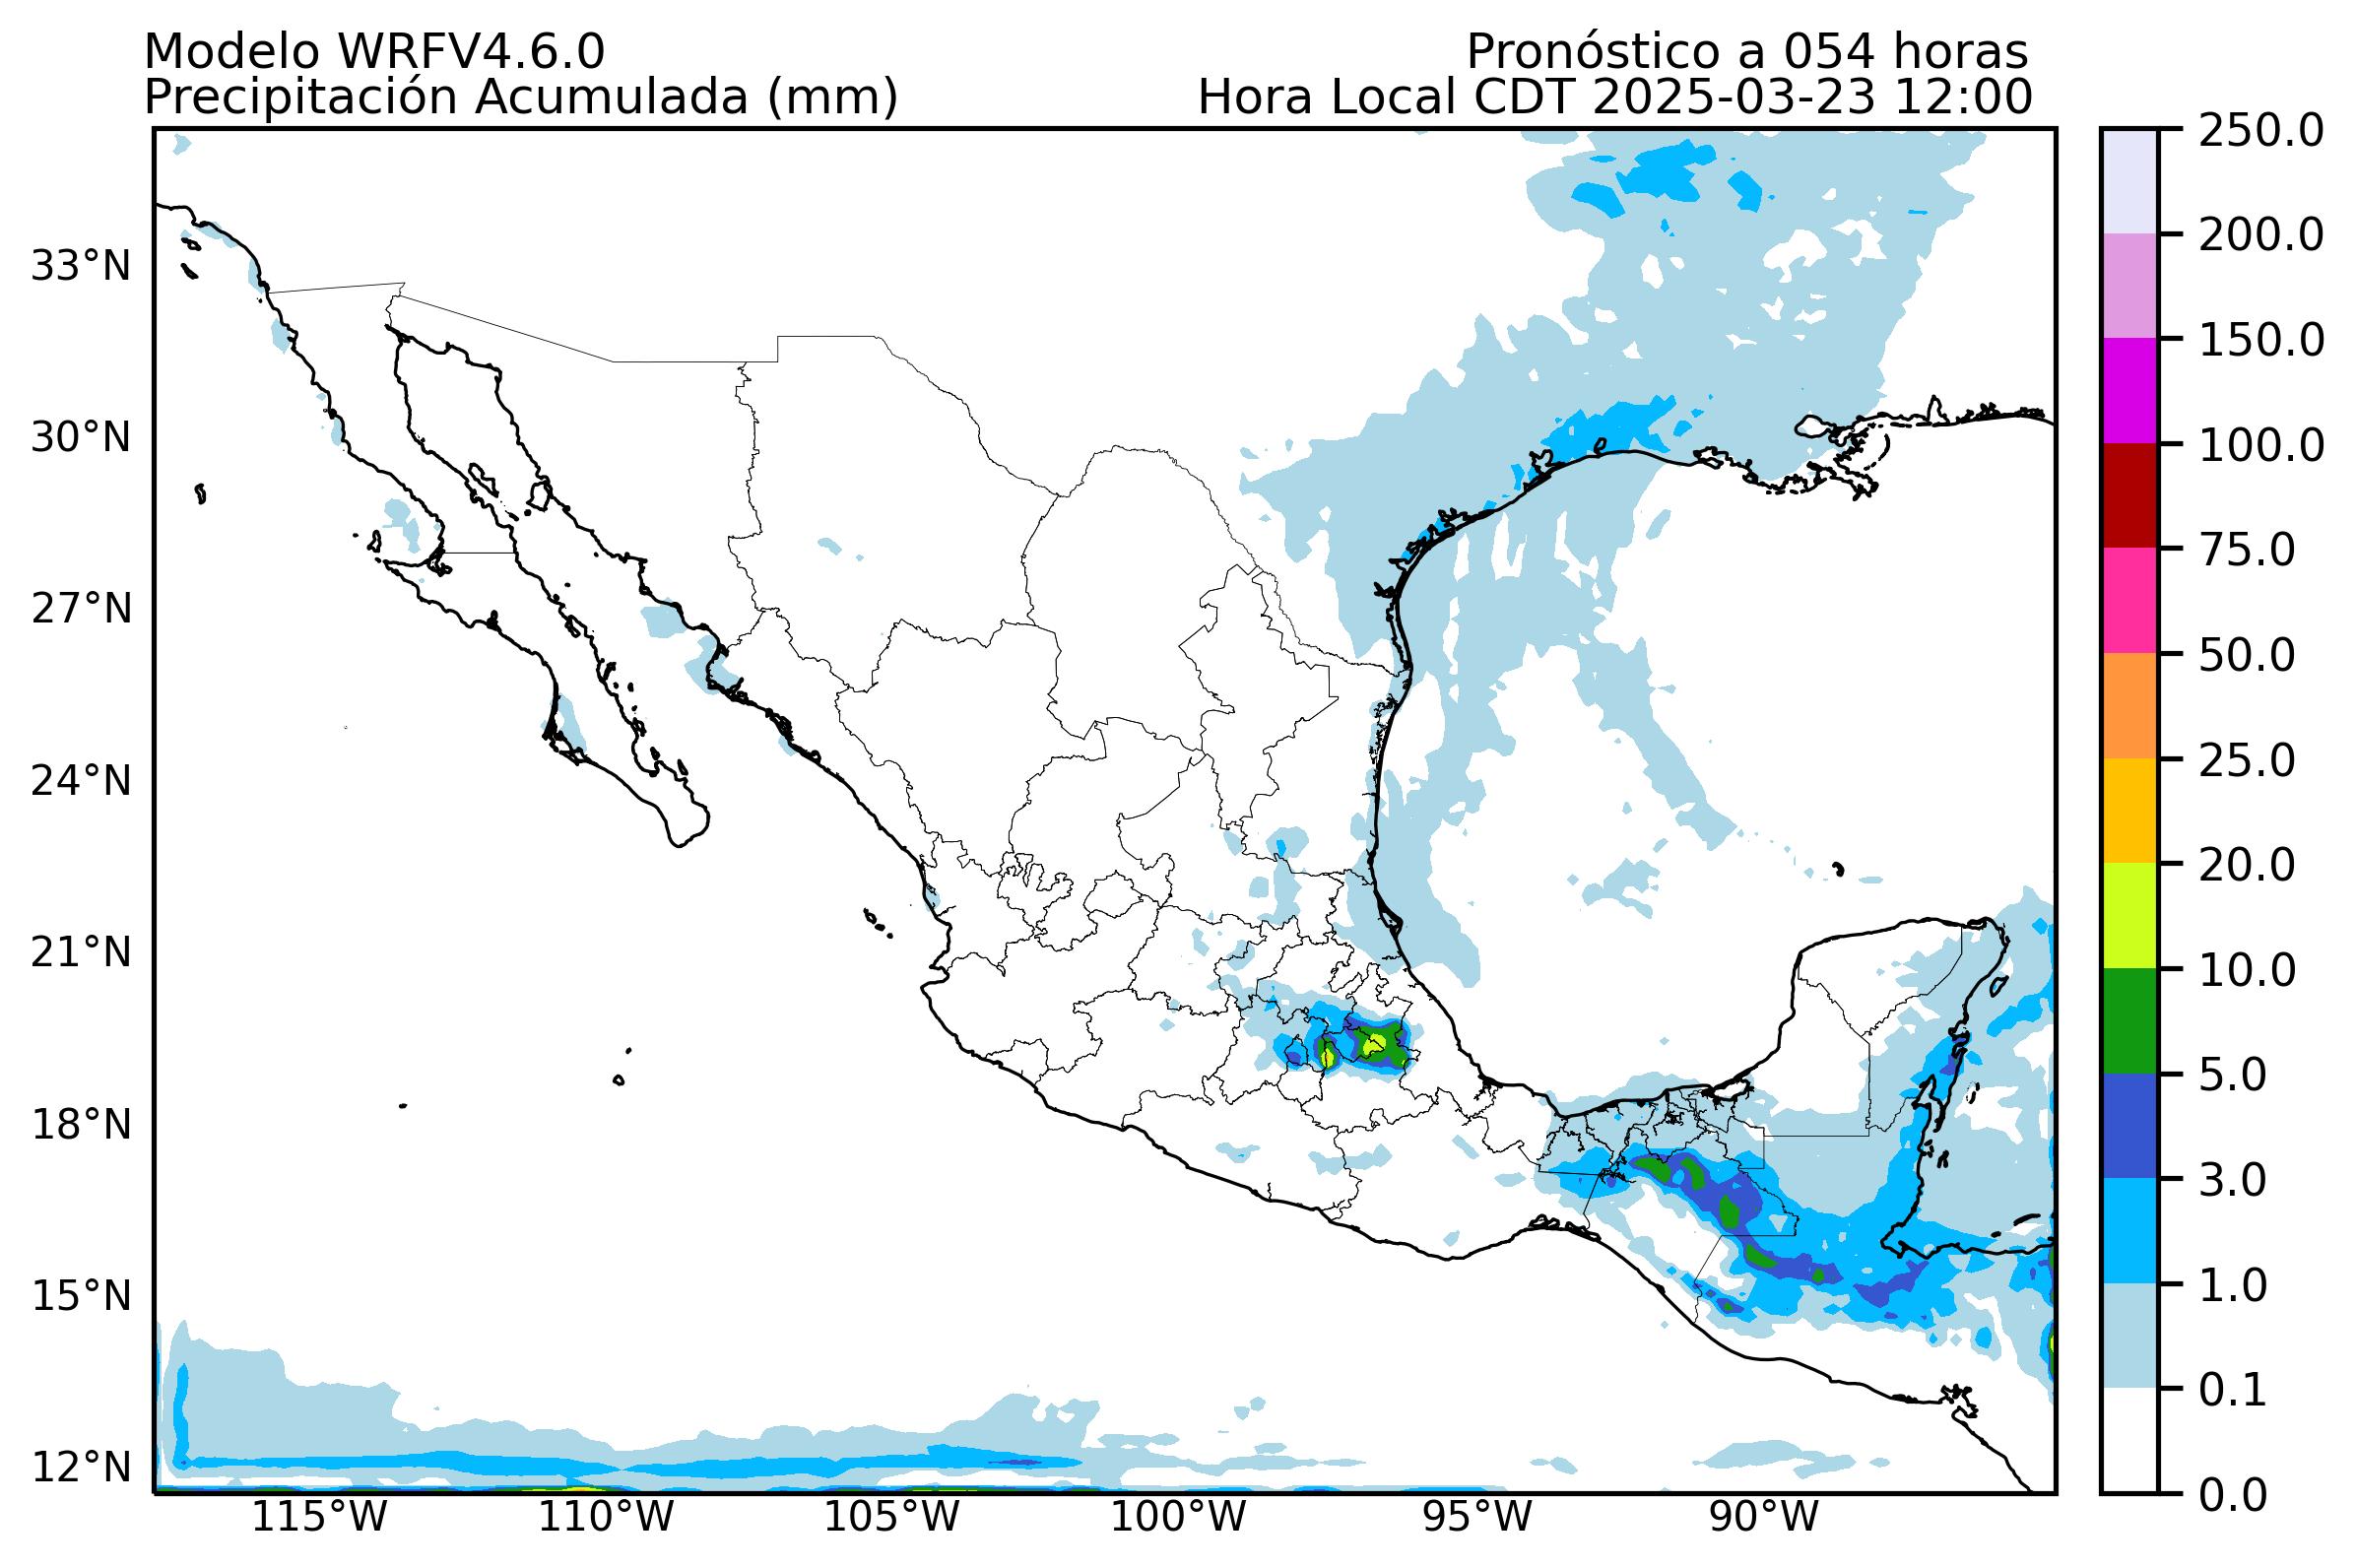 Modelo WRFV4.6.0
Pronóstico a 054 horas
Precipitación Acumulada (mm)
Hora Local CDT 2025-03-23 12:00
33°N
30°N
27°N
24°N
21°N
18°N
15°N
12°N
115°W
110°W
105°W
100°W
95°W
90°W
250.0
200.0
150.0
100.0
75.0
50.0
25.0
20.0
10.0
5.0
3.0
1.0
0.1
0.0